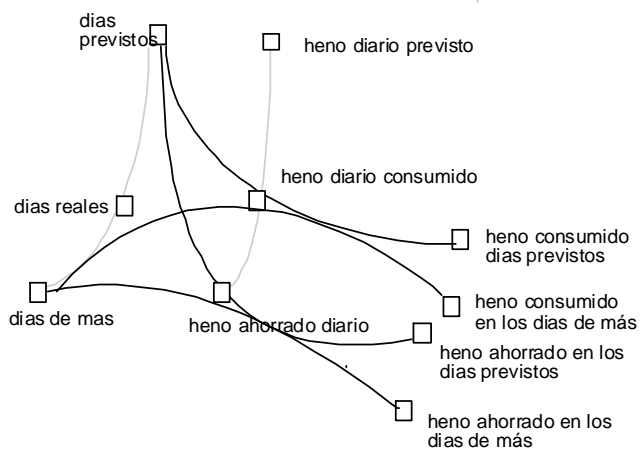 dias
previstos
heno diario previsto
heno diario consumido
dias reales
heno consumido
dias previstos
dias de mas
heno ahorrado diario
heno consumido
en los dias de más
heno ahorrado en los
dias previstos
heno ahorrado en los
dias de más